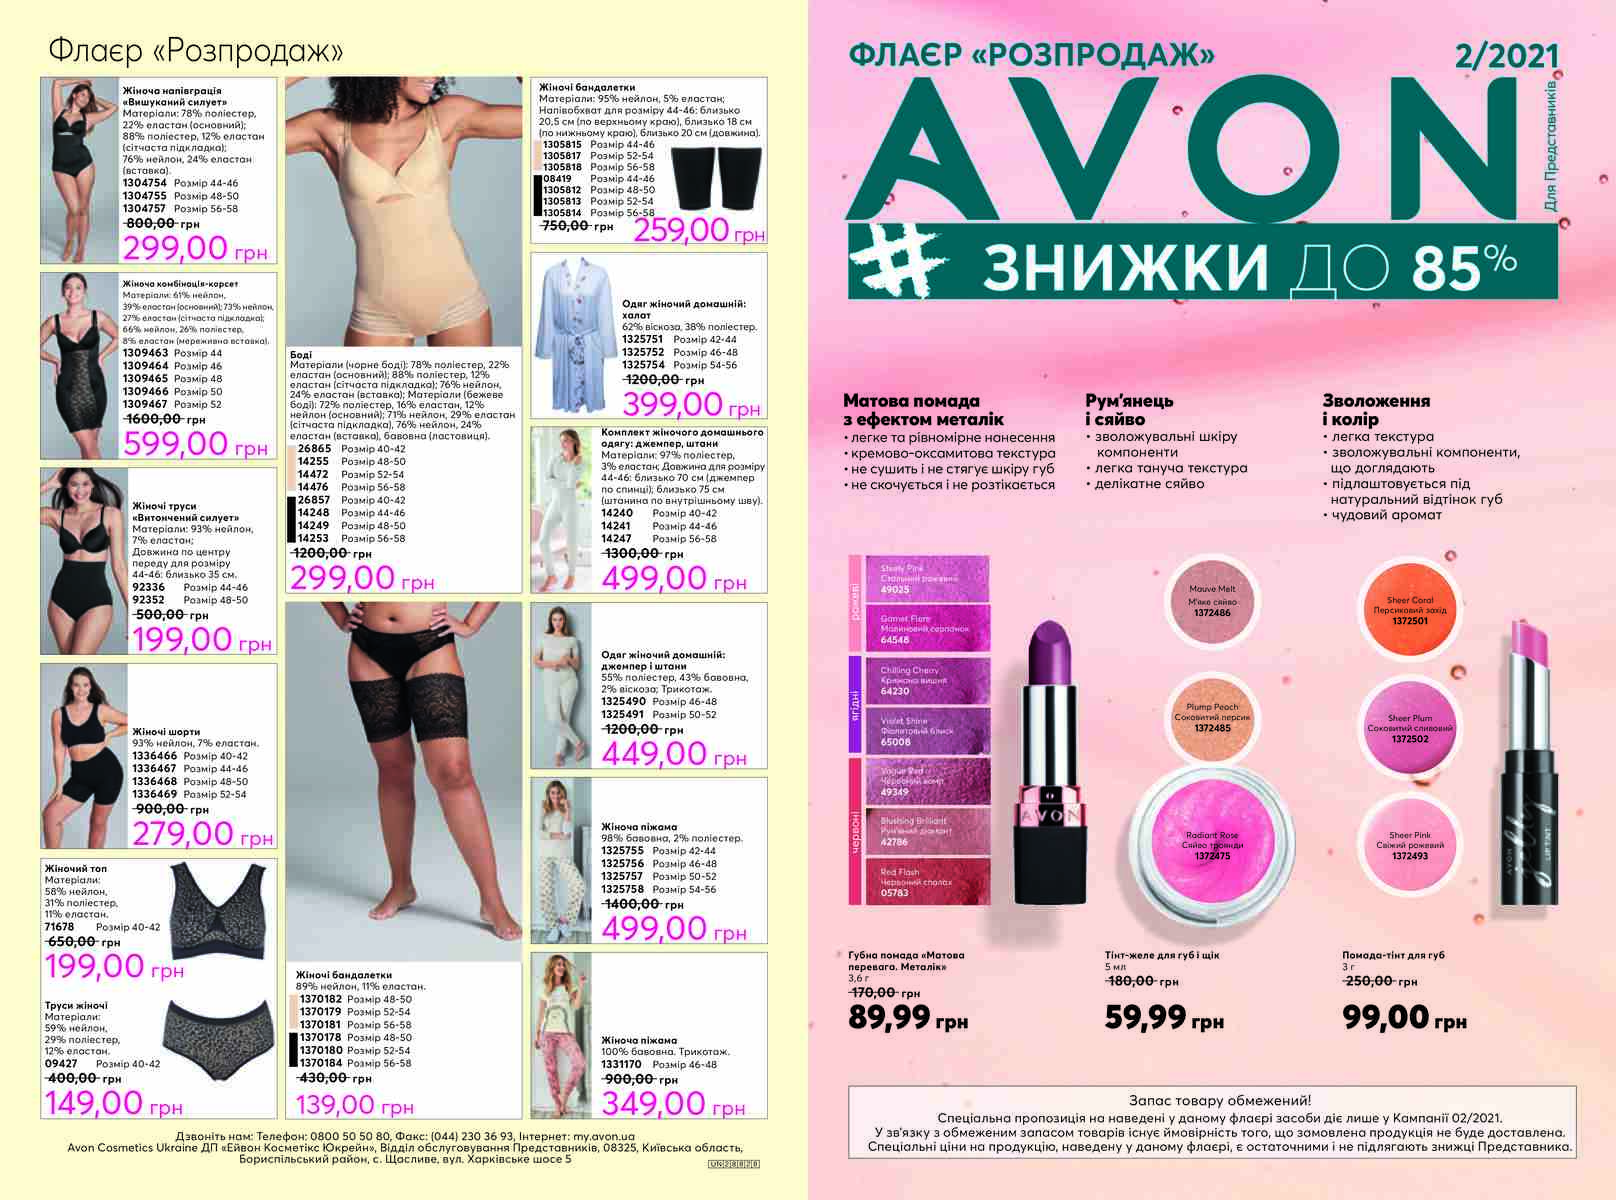 Флаєр «Розпродаж»
Жіноча напівграція
«Вишуканий силует»
Матеріали: 78% поліестер,
22% еластан (основний);
88% поліестер, 12% еластан
(сітчаста підкладка);
76% нейлон, 24% еластан
(вставка).
1304754 Розмір 44-46
1304755 Розмір 48-50
1304757 Розмір 56-58
800,00 грн
299,00 грн
Жіноча комбінація-корсет
Матеріали: 61% нейлон,
39% еластан (основний); 73% нейлон,
27% еластан (сітчаста підкладка);
66% нейлон, 26% поліестер,
8% еластан (мереживна вставка).
1309463 Розмір 44
1309464 Розмір 46
1309465 Розмір 48
1309466 Розмір 50
1309467 Розмір 52
1600,00 грн
599,00 грн
Жіночі труси
«Витончений силует»
Матеріали: 93% нейлон,
7% еластан;
Довжина по центру
переду для розміру
44-46: близько 35 см.
92336 Розмір 44-46
92352 Розмір 48-50
500,00 грн
199,00 грн
Жіночі шорти
93% нейлон, 7% еластан.
1336466 Розмір 40-42
1336467 Розмір 44-46
1336468 Розмір 48-50
1336469 Розмір 52-54
900,00 грн
279,00 грн
Жіночий топ
Матеріали:
58% нейлон,
31% поліестер,
11% еластан.
71678 Розмір 40-42
650,00 грн
199,00 грн
Труси жіночі
Матеріали:
59% нейлон,
29% поліестер,
12% еластан.
09427 Розмір 40-42
400,00 грн
149,00 грн
Боді
Матеріали (чорне боді): 78% поліестер, 22%
еластан (основний); 88% поліестер, 12%
еластан (сітчаста підкладка); 76% нейлон,
24% еластан (вставка); Матеріали (бежеве
боді): 72% поліестер, 16% еластан, 12%
нейлон (основний); 71% нейлон, 29% еластан
(сітчаста підкладка), 76% нейлон, 24%
еластан (вставка), бавовна (ластовиця).
26865 Розмір 40-42
14255 Розмір 48-50
14472 Розмір 52-54
14476 Розмір 56-58
26857 Розмір 40-42
14248 Розмір 44-46
14249 Розмір 48-50
14253 Розмір 56-58
1200,00 грн
299,00 грн
Жіночі бандалетки
89% нейлон, 11% еластан.
1370182 Розмір 48-50
1370179 Розмір 52-54
1370181 Розмір 56-58
1370178 Розмір 48-50
1370180 Розмір 52-54
1370184 Розмір 56-58
430,00 грн
139,00 грн
Жіночі бандалетки
Матеріали: 95% нейлон, 5% еластан;
Напівобхват для розміру 44-46: близько
20,5 см (по верхньому краю), близько 18 см
(по нижньому краю), близько 20 см (довжина).
1305815 Розмір 44-46
1305817 Розмір 52-54
1305818 Розмір 56-58
08419 Розмір 44-46
1305812 Розмір 48-50
1305813 Розмір 52-54
1305814 Розмір 56-58
750,00 грн
259,00 грн
Одяг жіночий домашній:
халат
62% віскоза, 38% поліестер.
1325751 Розмір 42-44
1325752 Розмір 46-48
1325754 Розмір 54-56
1200,00 грн
399,00 грн
Комплект жіночого домашнього
одягу: джемпер, штани
Матеріали: 97% поліестер,
3% еластан; Довжина для розміру
44-46: близько 70 см (джемпер
по спинці); близько 75 см
(штанина по внутрішньому шву).
14240 Розмір 40-42
14241 Розмір 44-46
14247 Розмір 56-58
1300,00 грн
499,00 грн
Одяг жіночий домашній:
джемпер і штани
55% поліестер, 43% бавовна,
2% віскоза; Трикотаж.
1325490 Розмір 46-48
1325491 Розмір 50-52
1200,00 грн
449,00 грн
Жіноча піжама
98% бавовна, 2% поліестер.
1325755 Розмір 42-44
1325756 Розмір 46-48
1325757 Розмір 50-52
1325758 Розмір 54-56
1400,00 грн
499,00 грн
Жіноча піжама
100% бавовна. Трикотаж.
1331170 Розмір 46-48
900,00 грн
349,00 грн
Дзвоніть нам: Телефон: 0800 50 50 80, Факс: (044) 230 36 93, Інтернет: my.avon.ua
Avon Cosmetics Ukraine ДП «Ейвон Косметікс Юкрейн», Відділ обслуговування Представників, 08325, Київська область,
Бориспільський район, с. Щасливе, вул. Харківське шосе 5
UN28828
ФЛАЄР «РОЗПРОДАЖ» 2/2021
AVON
Для Представників
# ЗНИЖКИ ДО 85%
Матова помада
з ефектом металік
• легке та рівномірне нанесення
• кремово-оксамитова текстура
• не сушить і не стягує шкіру губ
• не скочується і не розтікається
Рум'янець
і сяйво
• зволожувальні шкіру
компоненти
• легка танучa текстура
• делікатне сяйво
Зволоження
і колір
• легка текстура
• зволожувальні компоненти,
що доглядають
• підлаштовується під
натуральний відтінок губ
• чудовий аромат
рожеві
Steely Pink
Стальний рожевий
49025
Garnet Flare
Малиновий серпанок
64548
ягідні
Chilling Cherry
Крижана вишня
64230
Violet Shine
Фіолетовий блиск
65008
червоні
Vogue Red
Червоний вамп
49349
Blushing Brilliant
Рум'яний діамант
42786
Red Flash
Червоний сполох
05783
AVON
Mauve Melt
М'яке сяйво
1372486
Plump Peach
Соковитий персик
1372485
Radiant Rose
Сяйво троянди
1372475
Sheer Coral
Персиковий захід
1372501
Sheer Plum
Соковитий сливовий
1372502
Sheer Pink
Свіжий рожевий
1372493
AVON
jelly
LIP TINT
Губна помада «Матова
перевага. Металік»
3,6 г
170,00 грн
89,99 грн
Тінт-желе для губ і щік
5 мл
180,00 грн
59,99 грн
Помада-тінт для губ
3 г
250,00 грн
99,00 грн
Запас товару обмежений!
Спеціальна пропозиція на наведені у даному флаєрі засоби діє лише у Кампанії 02/2021.
У зв'язку з обмеженим запасом товарів існує ймовірність того, що замовлена продукція не буде доставлена.
Спеціальні ціни на продукцію, наведену у даному флаєрі, є остаточними і не підлягають знижці Представника.